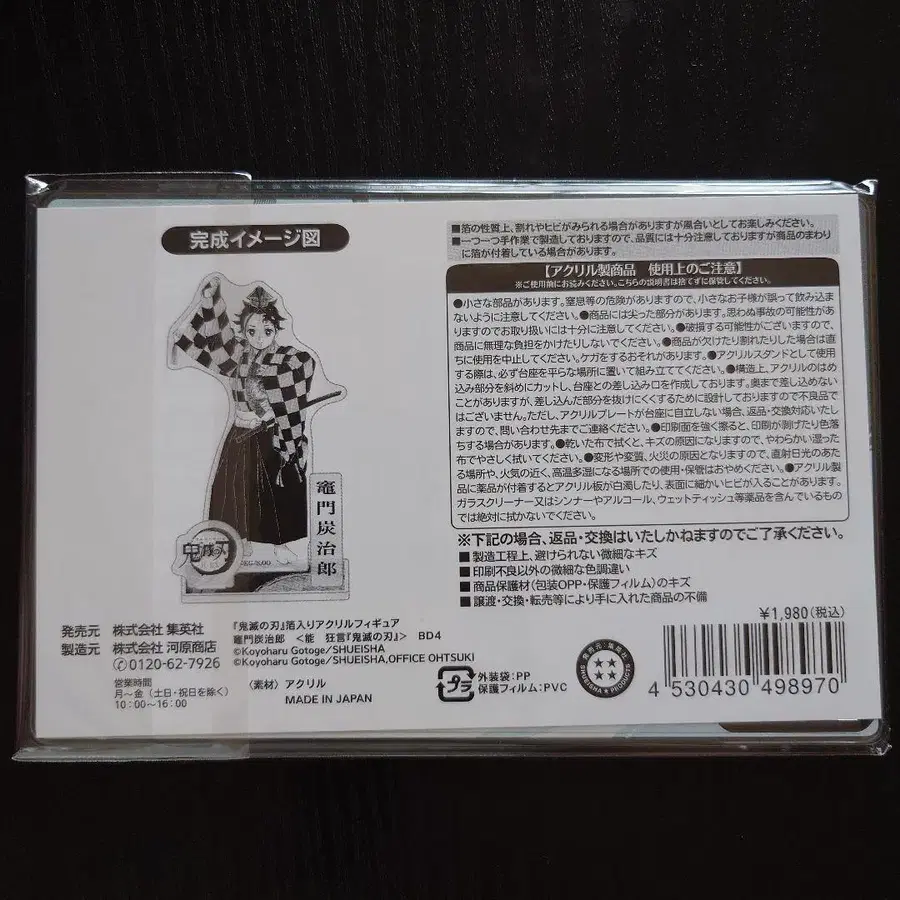 完成イメージ図
竈門炭治郎
鬼滅の刃
■箔の性質上、割れやヒビがみられる場合がありますが風合いとしてお楽しみください。
■一つ一つ手作業で製造しておりますので、品質には十分注意しておりますが商品のまわり
に箔が付着している場合があります。
【アクリル製商品 使用上のご注意】
※ご使用前にお読みください。こちらの説明書は捨てずに保管してください。
●小さな部品があります。窒息等の危険がありますので、小さなお子様が誤って飲み込ま
ないように注意してください。●商品には尖った部分があります。思わぬ事故の可能性があ
りますのでお取り扱いには十分に注意してください。●破損する可能性がございますので、
商品に無理な負担をかけたりしないでください。●商品が欠けたり割れたりした場合は直
ちに使用を中止してください。ケガをするおそれがあります。●アクリルスタンドとして使用
する際は、必ず台座を平らな場所に置いて組み立ててください。●構造上、アクリルのはめ
込み部分を斜めにカットし、台座との差し込み口を作成しております。奥まで差し込めない
ことがありますが、差し込んだ部分を抜けにくくするために設計しておりますので不良品で
はございません。ただし、アクリルプレートが台座に自立しない場合、返品・交換対応いたし
ますので、問い合わせ先までご連絡ください。●印刷面を強く擦ると、印刷が剥げたり色落
ちする場合があります。●乾いた布で拭くと、キズの原因になりますので、やわらかい湿った
布でやさしく拭いてください。●変形や変質、火災の原因となりますので、直射日光のあた
る場所や、火気の近く、高温多湿になる場所での使用・保管はおやめください。●アクリル製
品に薬品が付着するとアクリル板が白濁したり、表面に細かいヒビが入ることがあります。
ガラスクリーナー又はシンナーやアルコール、ウェットティッシュ等薬品を含んでいるもの
では絶対に拭かないでください。
※下記の場合、返品・交換はいたしかねますのでご了承ください。
■製造工程上、避けられない微細なキズ
■印刷不良以外の微細な色調違い
■商品保護材(包装OPP・保護フィルム)のキズ
■譲渡・交換・転売等により手に入れた商品の不備
発売元 株式会社 集英社
製造元 株式会社 河原商店
0120-62-7926
営業時間
月〜金(土日・祝日を除く)
10:00〜16:00
『鬼滅の刃』箔入りアクリルフィギュア
竈門炭治郎 <能 狂言『鬼滅の刃』> BD4
©Koyoharu Gotoge/SHUEISHA
©Koyoharu Gotoge/SHUEISHA,OFFICE OHTSUKI
〈素材〉アクリル
MADE IN JAPAN
プラ
外装袋:PP
保護フィルム:PVC
発売元:集英社
SHUEISHA★PRODUCTS
¥1,980(税込)
4 530430 498970